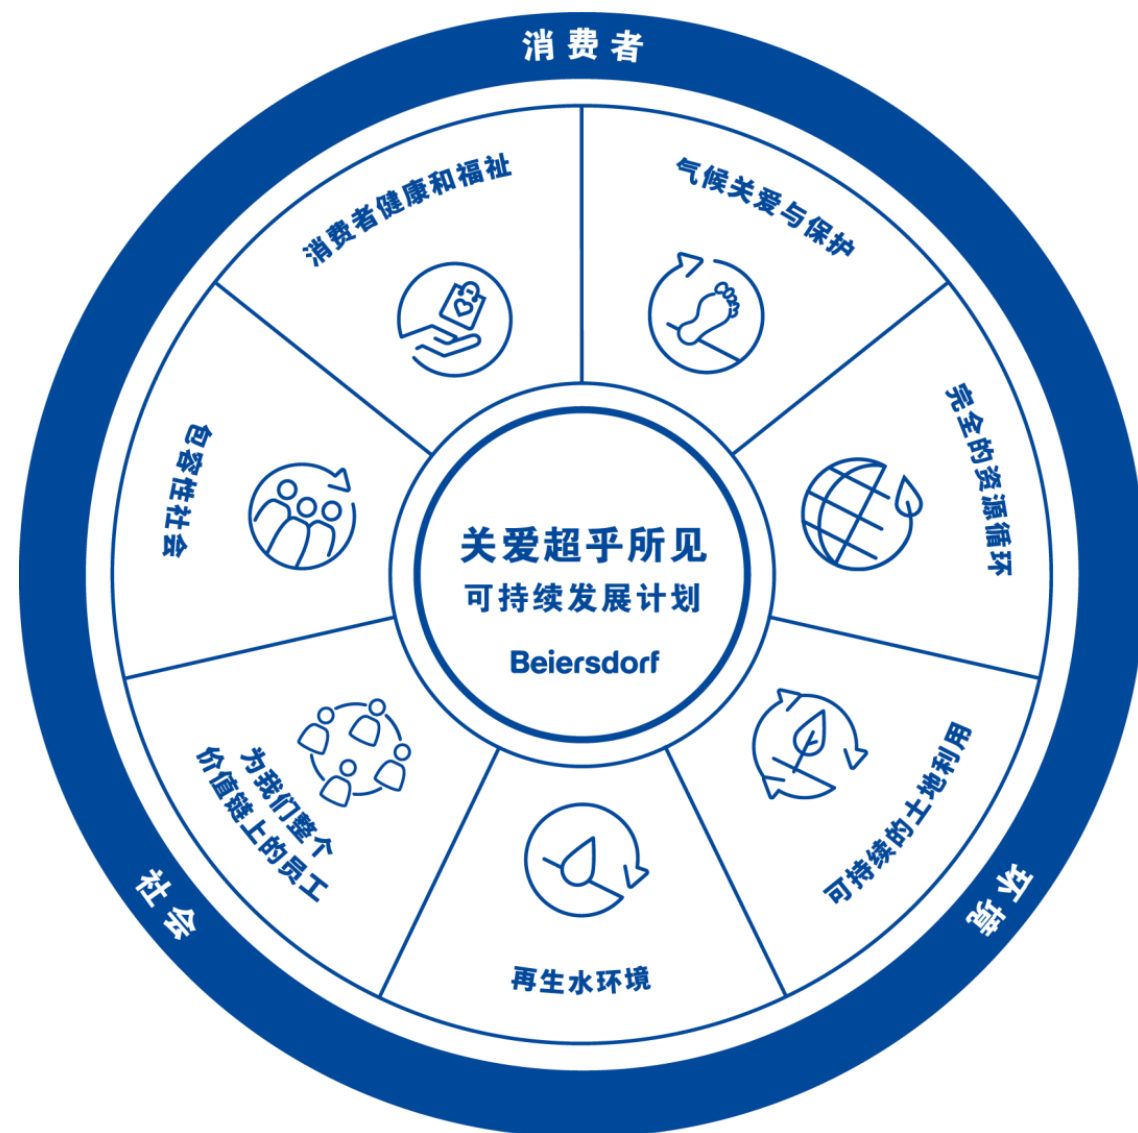 消费者
消费者健康和福祉
气候关爱与保护
包容性社会
完全的资源循环
关爱超乎所见
可持续发展计划
Beiersdorf
为我们整个
价值链上的员工
可持续的土地利用
再生水环境
社会
环境